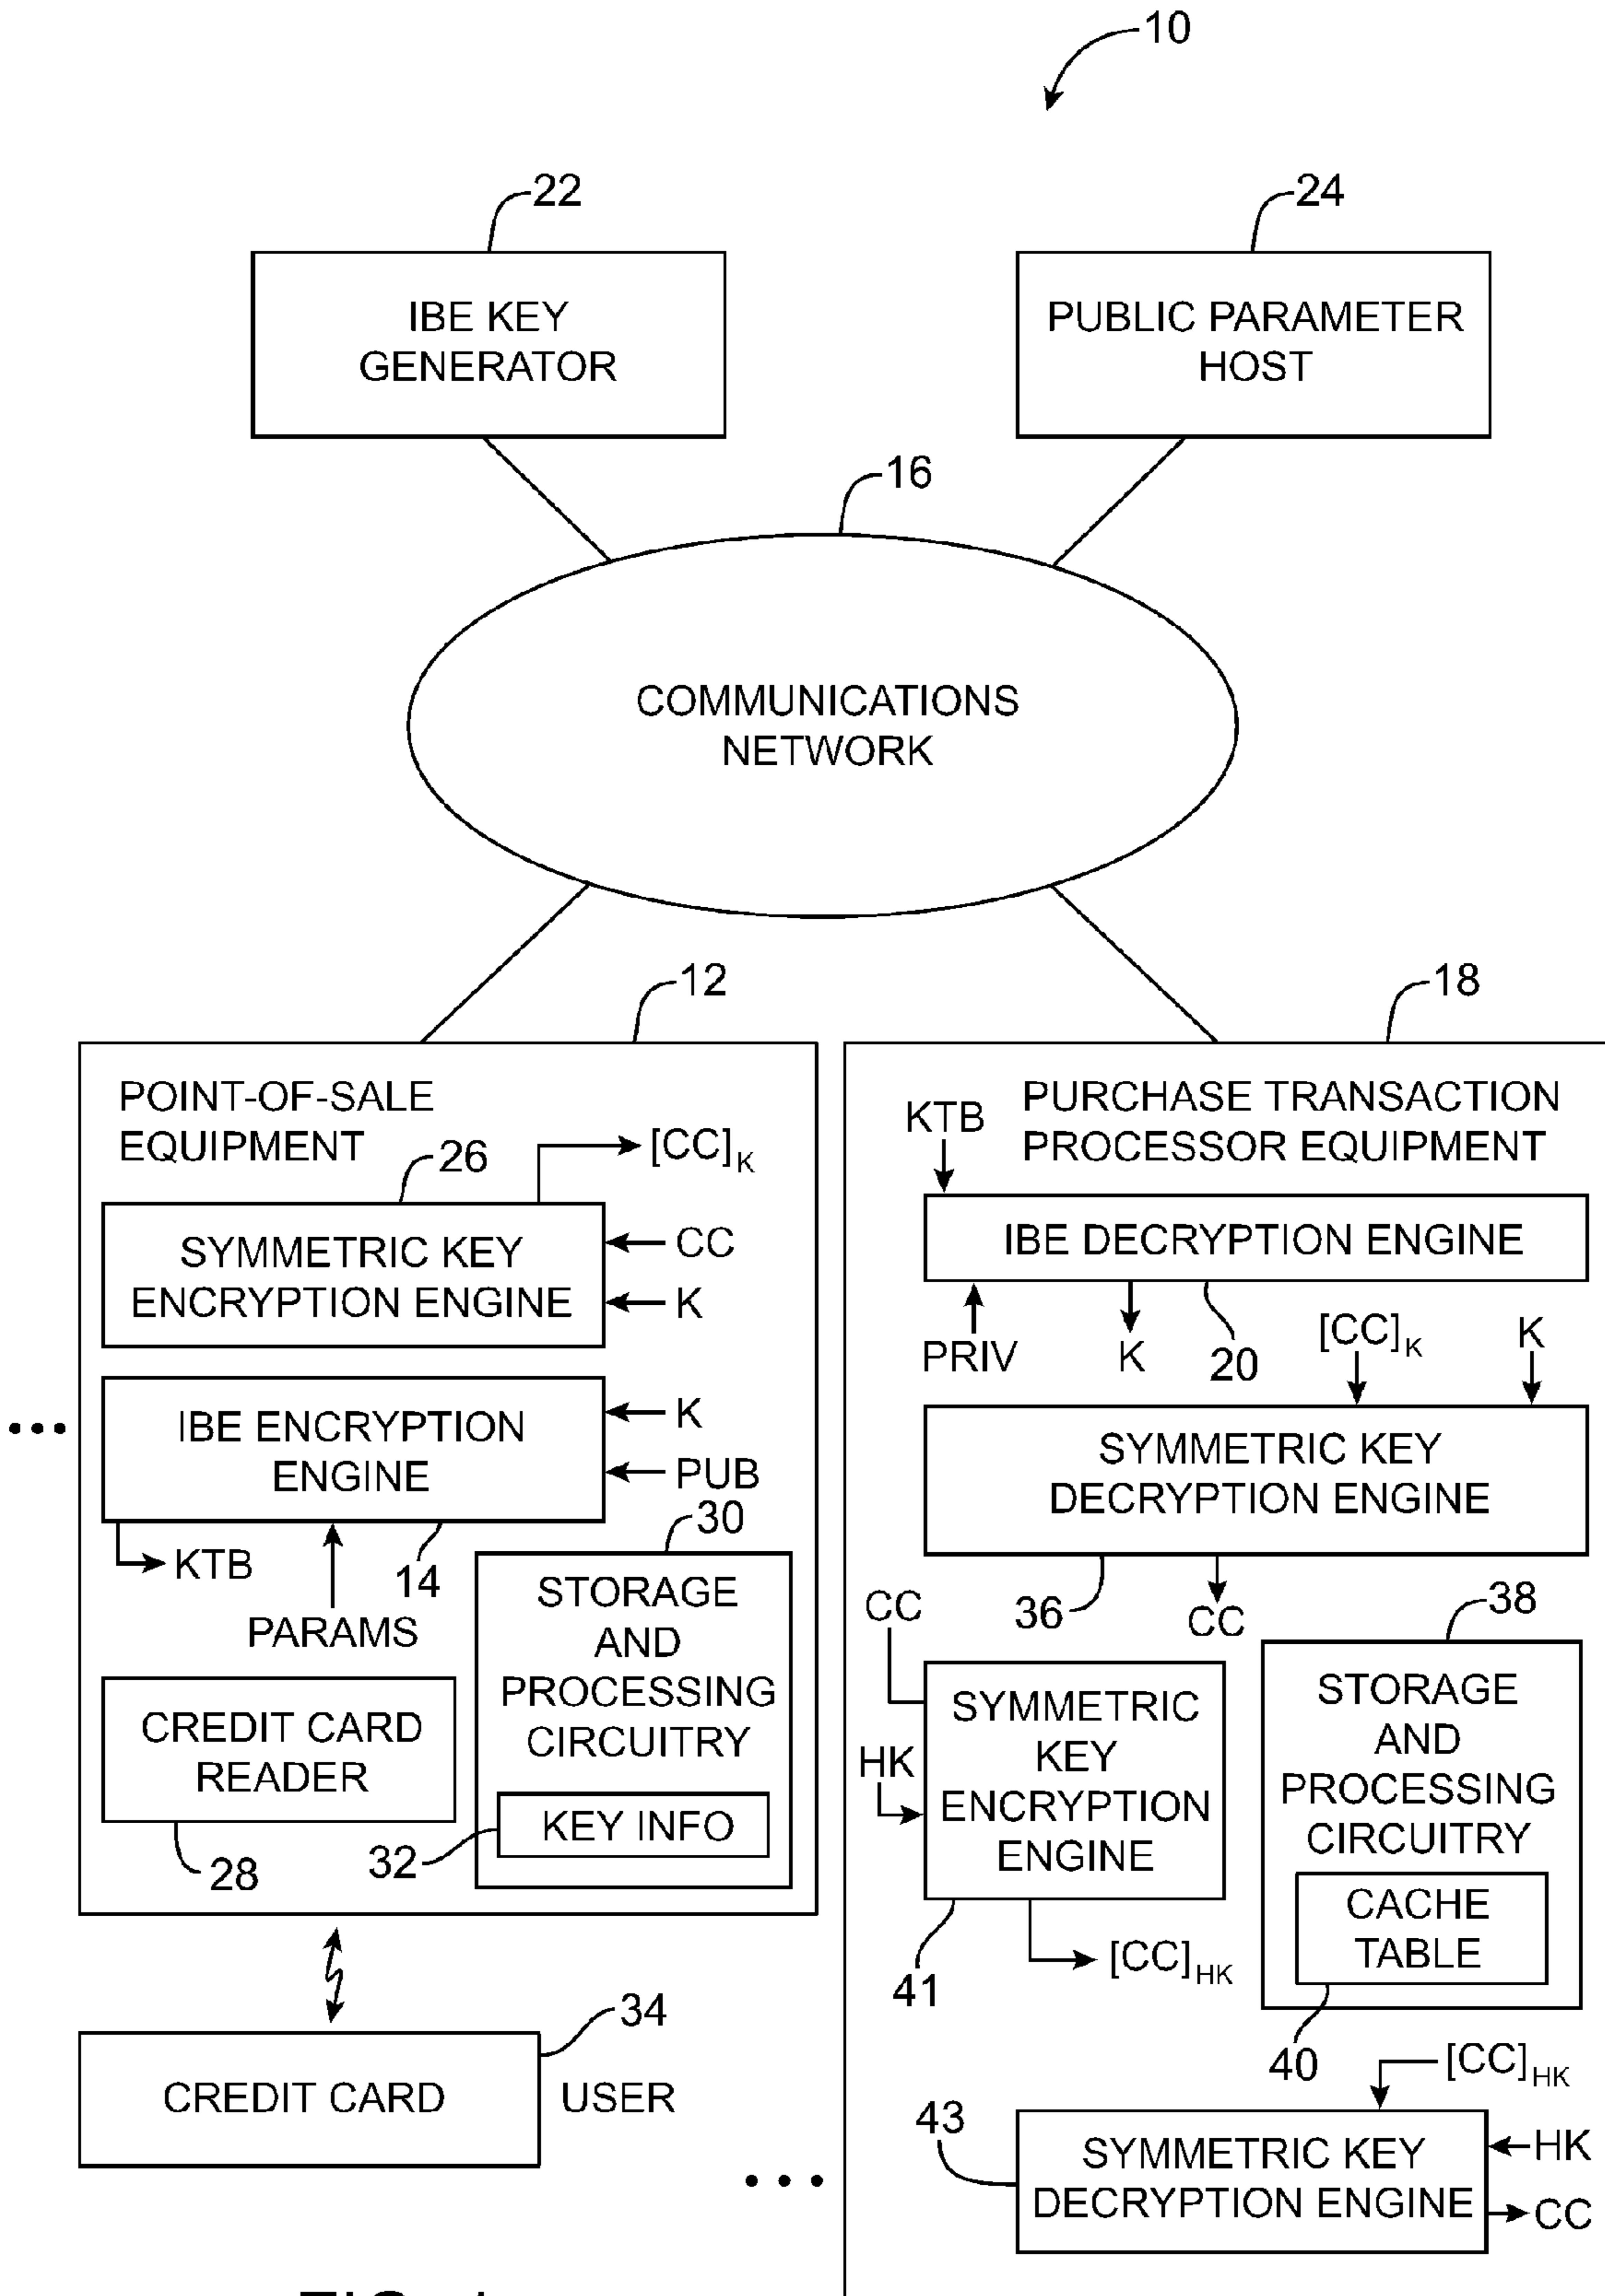 10
22
24
IBE KEY
GENERATOR
PUBLIC PARAMETER
HOST
16
COMMUNICATIONS
NETWORK
12
18
POINT-OF-SALE
EQUIPMENT
[CC]K
26
SYMMETRIC KEY
ENCRYPTION ENGINE
CC
K
IBE ENCRYPTION
ENGINE
K
PUB
KTB
PARAMS
14
30
STORAGE
AND
PROCESSING
CIRCUITRY
KEY INFO
32
CREDIT CARD
READER
28
34
CREDIT CARD
USER
PURCHASE TRANSACTION
PROCESSOR EQUIPMENT
KTB
IBE DECRYPTION ENGINE
PRIV
K
20
[CC]K
K
SYMMETRIC KEY
DECRYPTION ENGINE
36
CC
CC
HK
SYMMETRIC
KEY
ENCRYPTION
ENGINE
41
[CC]HK
38
STORAGE
AND
PROCESSING
CIRCUITRY
CACHE
TABLE
40
[CC]HK
43
SYMMETRIC KEY
DECRYPTION ENGINE
HK
CC